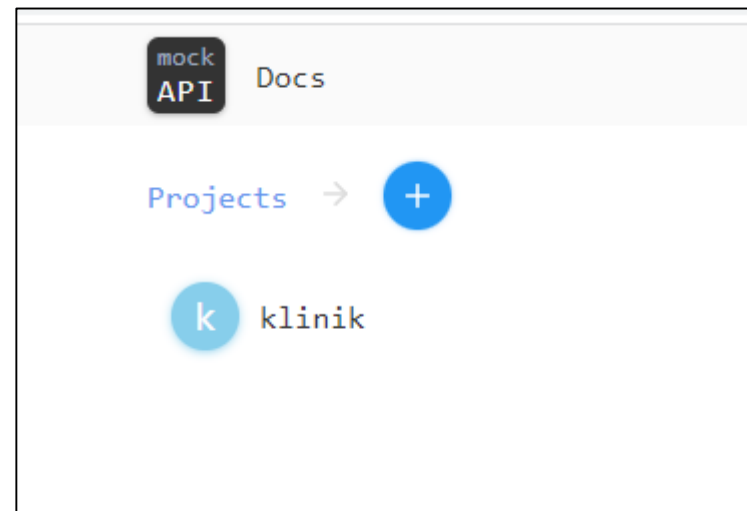 mock
API Docs
Projects → +
k klinik